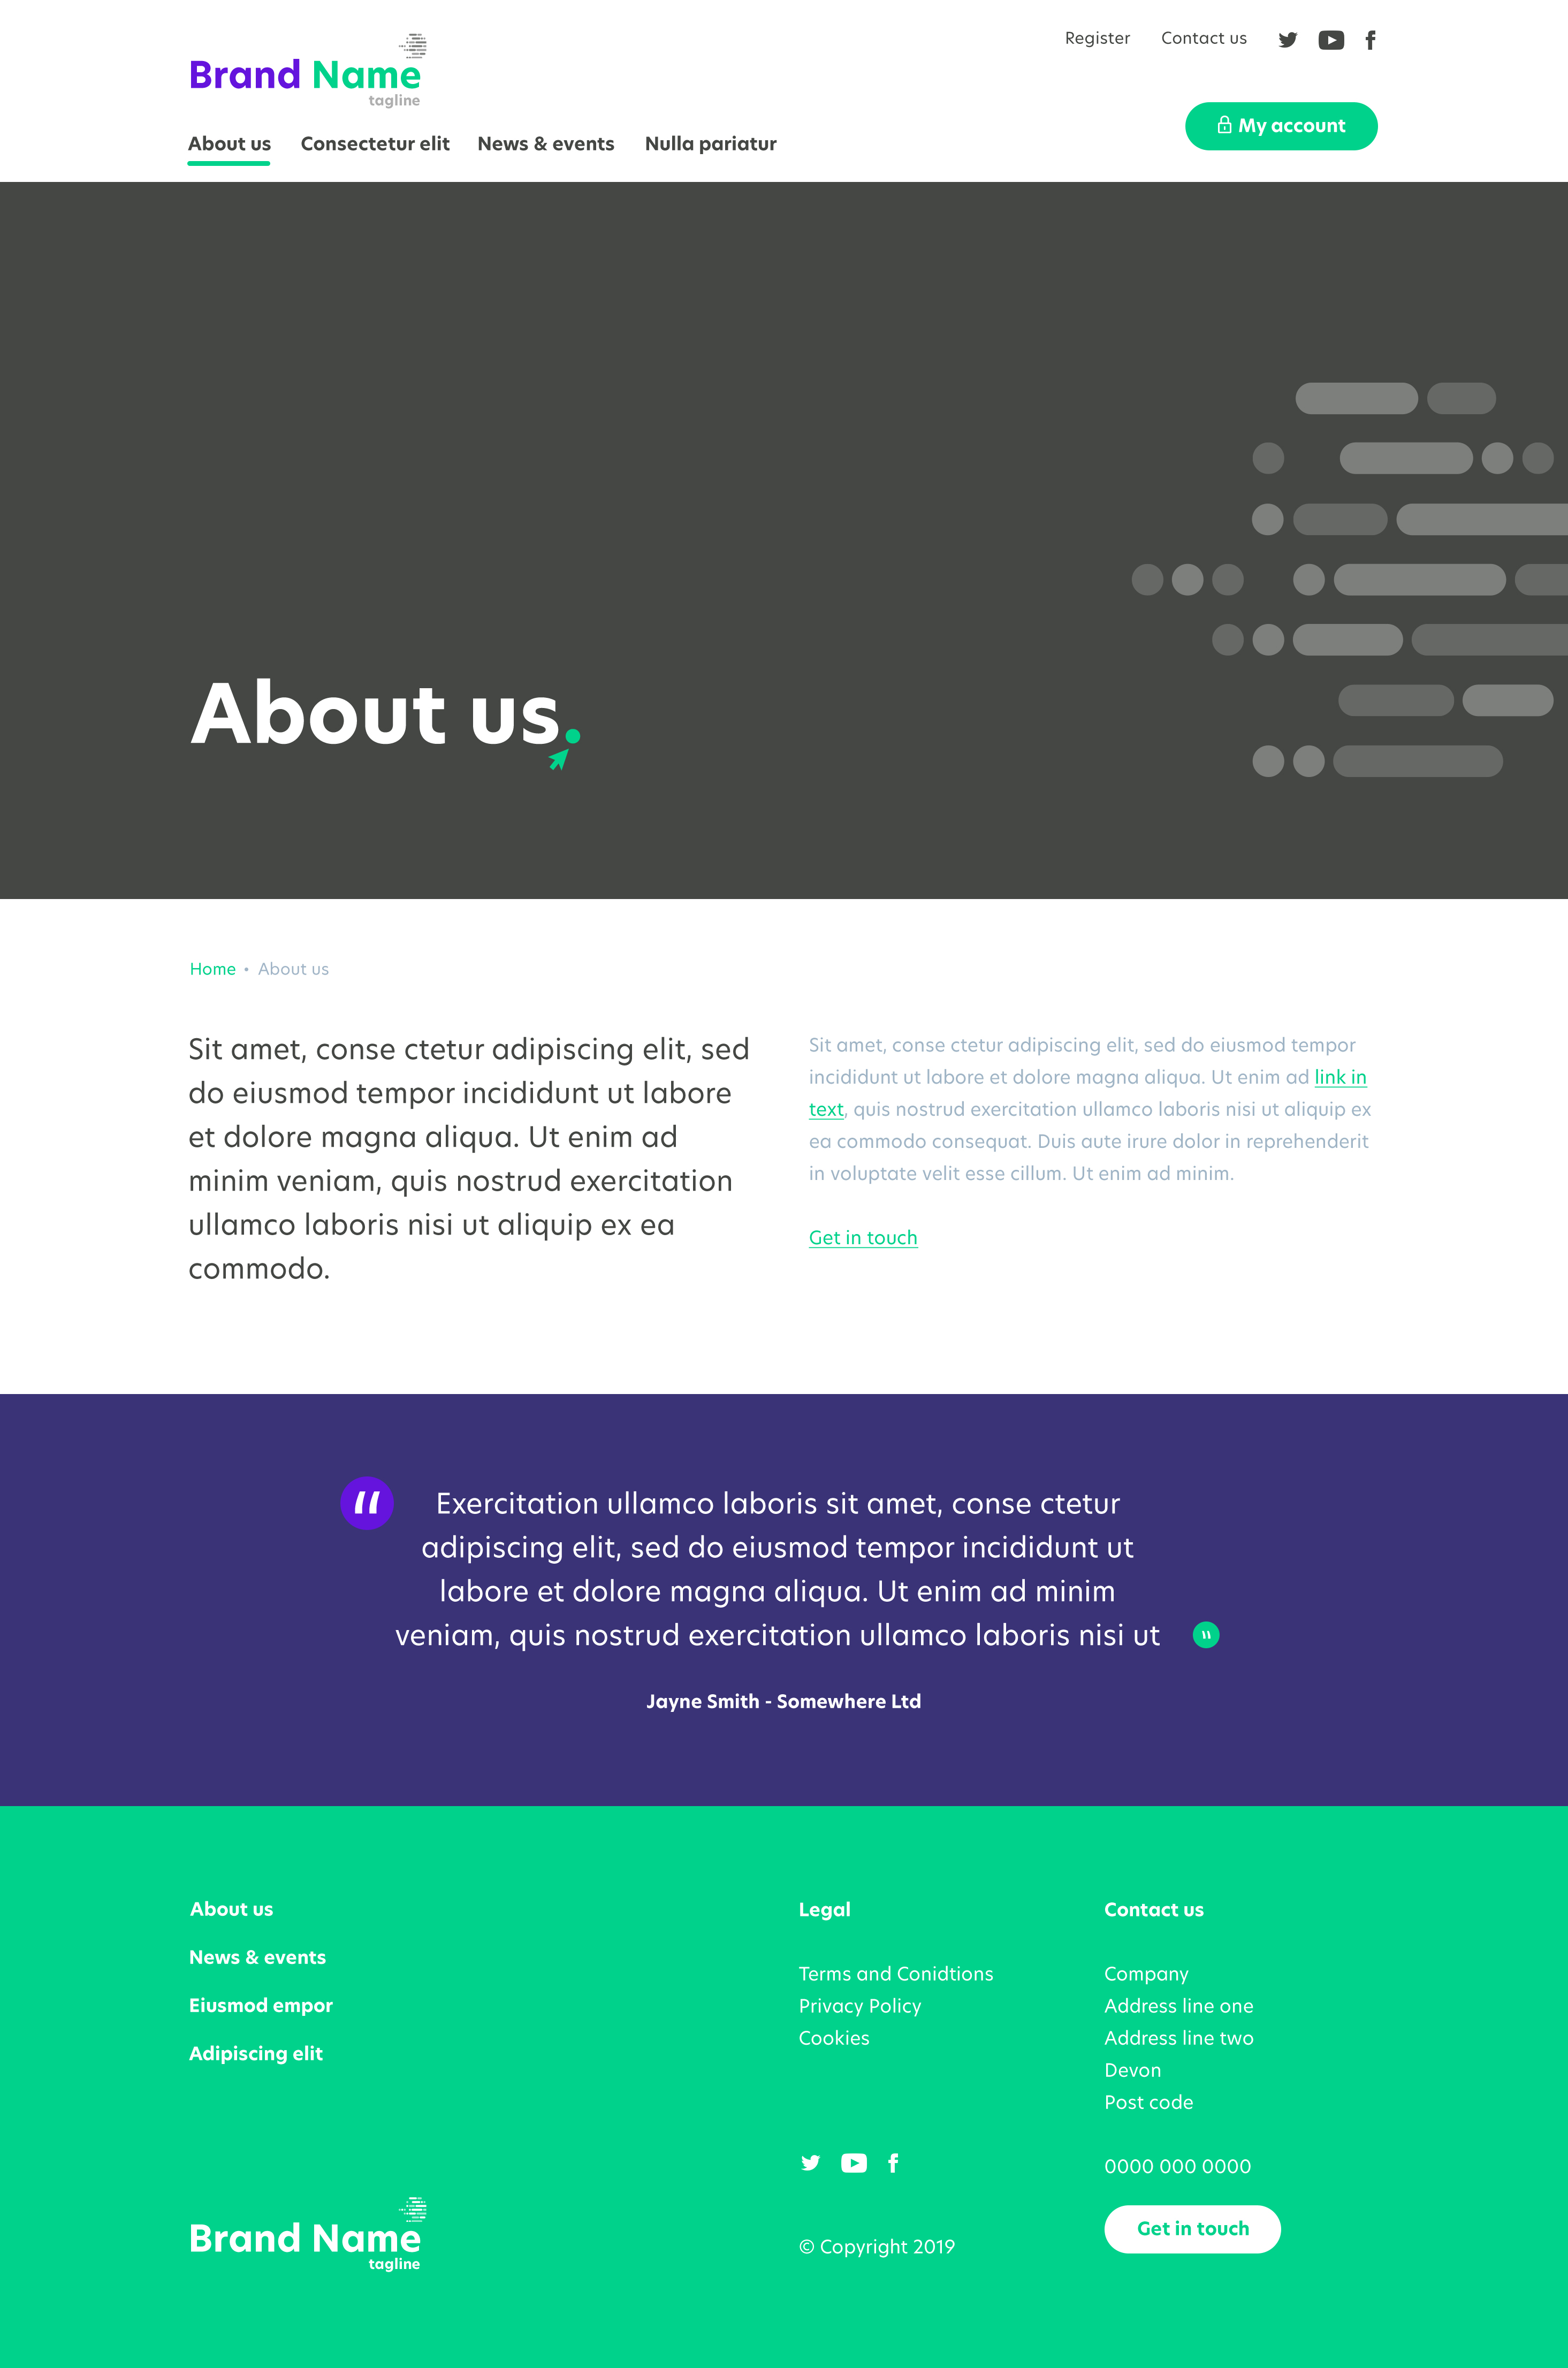 Register Contact us
Brand Name
tagline
My account
About us Consectetur elit News & events Nulla pariatur
About us.
Home • About us
Sit amet, conse ctetur adipiscing elit, sed
do eiusmod tempor incididunt ut labore
et dolore magna aliqua. Ut enim ad
minim veniam, quis nostrud exercitation
ullamco laboris nisi ut aliquip ex ea
commodo.
Sit amet, conse ctetur adipiscing elit, sed do eiusmod tempor
incididunt ut labore et dolore magna aliqua. Ut enim ad link in
text, quis nostrud exercitation ullamco laboris nisi ut aliquip ex
ea commodo consequat. Duis aute irure dolor in reprehenderit
in voluptate velit esse cillum. Ut enim ad minim.
Get in touch
“ Exercitation ullamco laboris sit amet, conse ctetur
adipiscing elit, sed do eiusmod tempor incididunt ut
labore et dolore magna aliqua. Ut enim ad minim
veniam, quis nostrud exercitation ullamco laboris nisi ut ”
Jayne Smith - Somewhere Ltd
About us
News & events
Eiusmod empor
Adipiscing elit
Brand Name
tagline
Legal
Terms and Conidtions
Privacy Policy
Cookies
© Copyright 2019
Contact us
Company
Address line one
Address line two
Devon
Post code
0000 000 0000
Get in touch